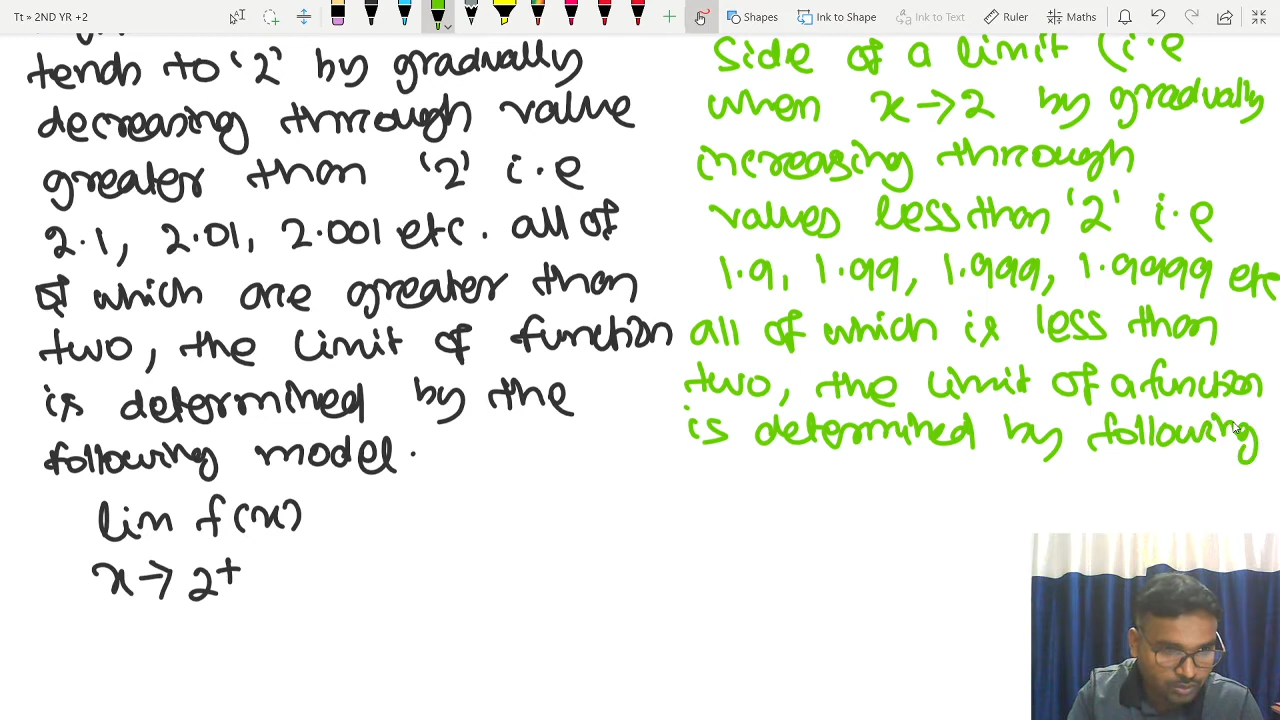 Tt » 2ND YR +2
Shapes
Ink to Shape
Ink to Text
Ruler
Maths
tends to '2' by gradually
decreasing through value
greater than '2' i.e
2.1, 2.01, 2.001 etc. all of
which are greater than
two, the limit of function
is determined by the
following model.
lim f(x)
x → 2+
Side of a limit (i.e
when x → 2 by gradually
increasing through
values less than '2' i.e
1.9, 1.99, 1.999, 1.9999 etc
all of which is less than
two, the limit of a function
is determined by following